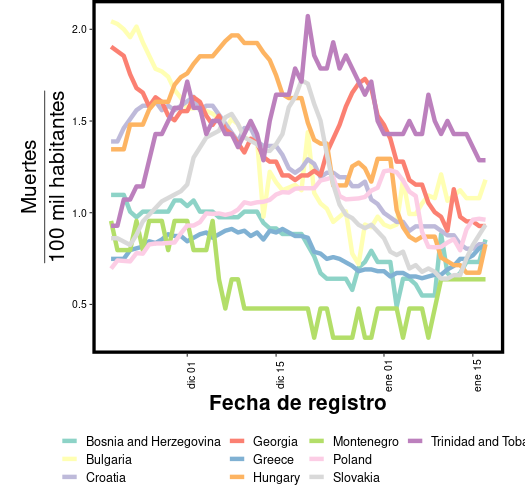 2.0
1.5
1.0
0.5
Muertes
100 mil habitantes
dic 01
dic 15
ene 01
ene 15
Fecha de registro
Bosnia and Herzegovina Georgia Montenegro Trinidad and Toba
Bulgaria Greece Poland
Croatia Hungary Slovakia